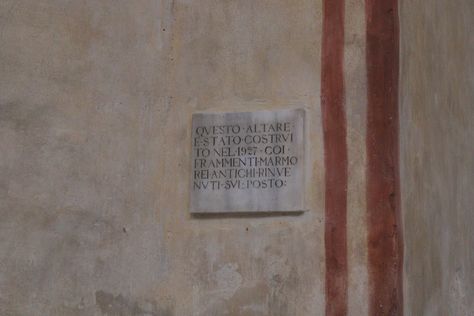 QVESTO·ALTARE
E·STATO·COSTRVI
TO·NEL·1927·COI·
FRAMMENTI·MARMO
REI·ANTICHI·RINVE
NVTI·SVL·POSTO·